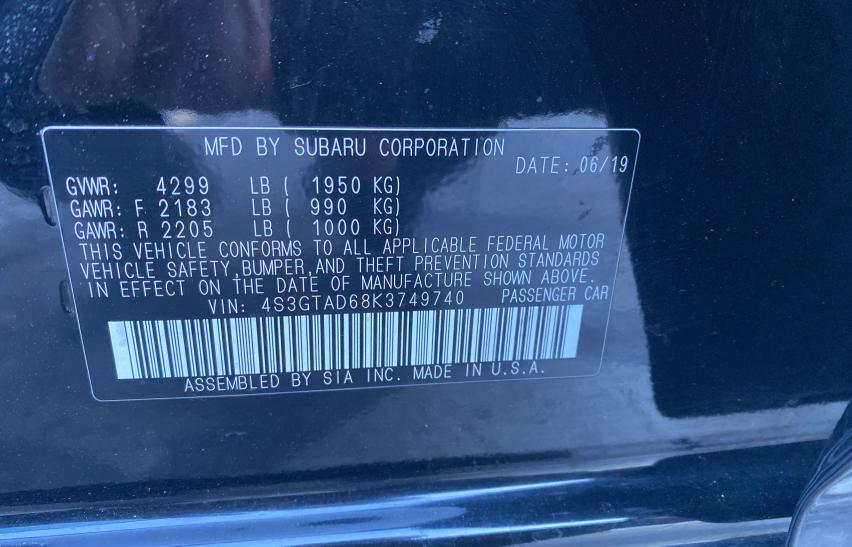 MFD BY SUBARU CORPORATION
DATE: 06/19
GVWR: 4299 LB ( 1950 KG)
GAWR: F 2183 LB ( 990 KG)
GAWR: R 2205 LB ( 1000 KG)
THIS VEHICLE CONFORMS TO ALL APPLICABLE FEDERAL MOTOR
VEHICLE SAFETY,BUMPER,AND THEFT PREVENTION STANDARDS
IN EFFECT ON THE DATE OF MANUFACTURE SHOWN ABOVE.
VIN: 4S3GTAD68K3749740 PASSENGER CAR
ASSEMBLED BY SIA INC. MADE IN U.S.A.